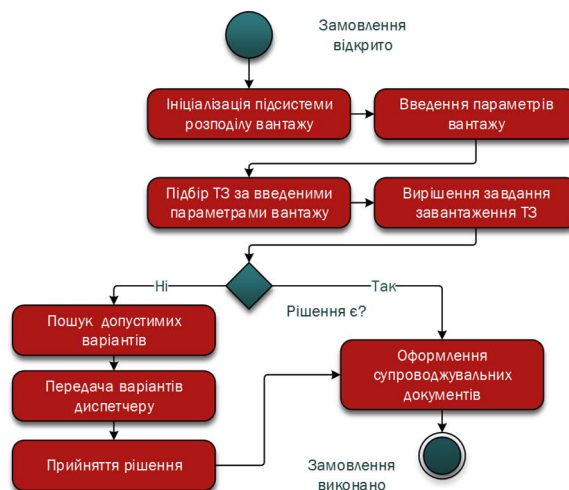 Замовлення
відкрито
Ініціалізація підсистеми
розподілу вантажу
Введення параметрів
вантажу
Підбір ТЗ за введеними
параметрами вантажу
Вирішення завдання
завантаження ТЗ
Ні
Так
Рішення є?
Пошук допустимих
варіантів
Передача варіантів
диспетчеру
Прийняття рішення
Оформлення
супроводжувальних
документів
Замовлення
виконано